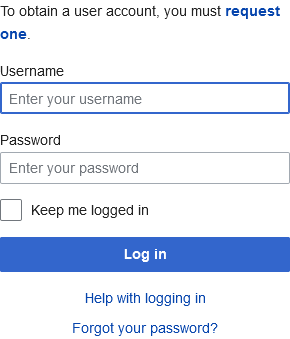 To obtain a user account, you must request
one.
Username
Enter your username
Password
Enter your password
Keep me logged in
Log in
Help with logging in
Forgot your password?